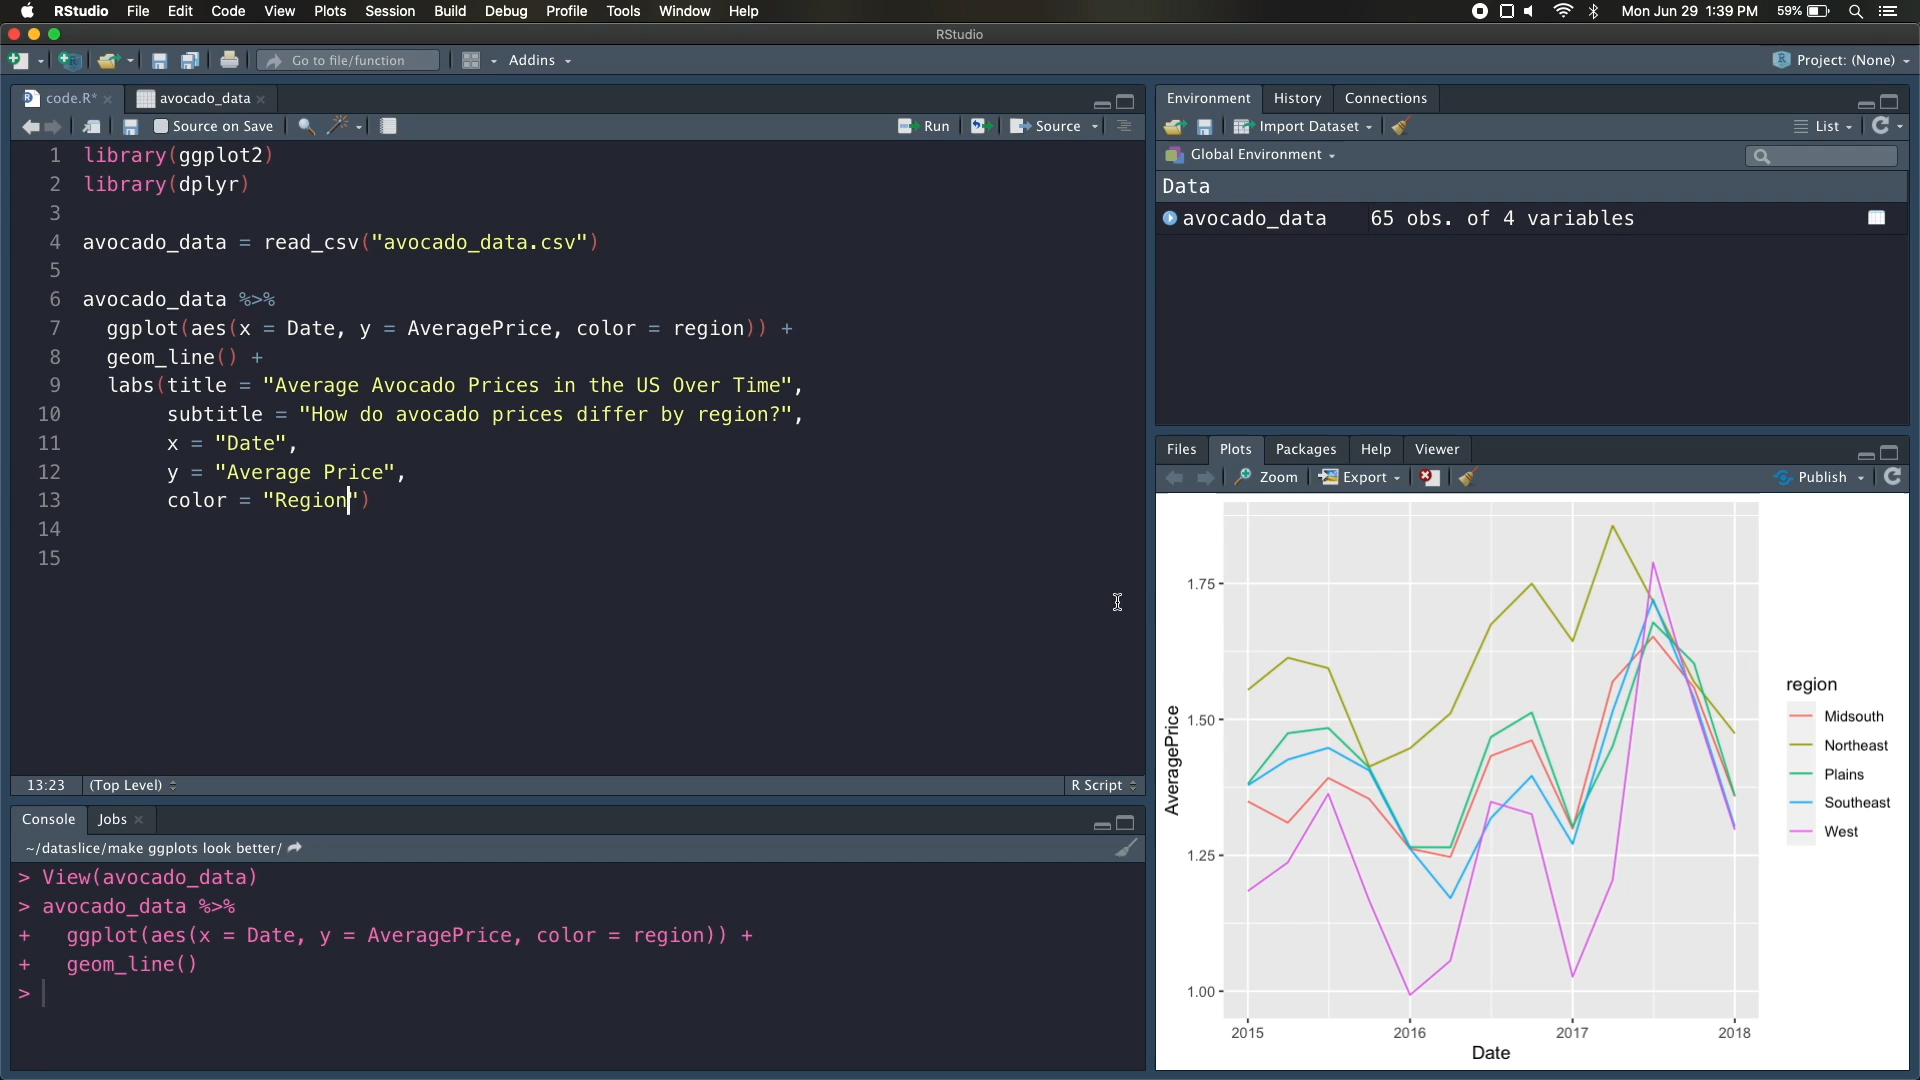 RStudio File Edit Code View Plots Session Build Debug Profile Tools Window Help
Mon Jun 29 1:39 PM 59%
RStudio
Go to file/function Addins Project: (None)
code.R* avocado_data
Source on Save Run Source
1 library(ggplot2)
2 library(dplyr)
3
4 avocado_data = read_csv("avocado_data.csv")
5
6 avocado_data %>%
7 ggplot(aes(x = Date, y = AveragePrice, color = region)) +
8 geom_line() +
9 labs(title = "Average Avocado Prices in the US Over Time",
10 subtitle = "How do avocado prices differ by region?",
11 x = "Date",
12 y = "Average Price",
13 color = "Region")
14
15
13:23 (Top Level) R Script
Console Jobs
~/dataslice/make ggplots look better/
> View(avocado_data)
> avocado_data %>%
+ ggplot(aes(x = Date, y = AveragePrice, color = region)) +
+ geom_line()
>
Environment History Connections
Import Dataset List
Global Environment
Data
avocado_data 65 obs. of 4 variables
Files Plots Packages Help Viewer
Zoom Export Publish
AveragePrice
1.75
1.50
1.25
1.00
2015 2016 2017 2018
Date
region
Midsouth
Northeast
Plains
Southeast
West